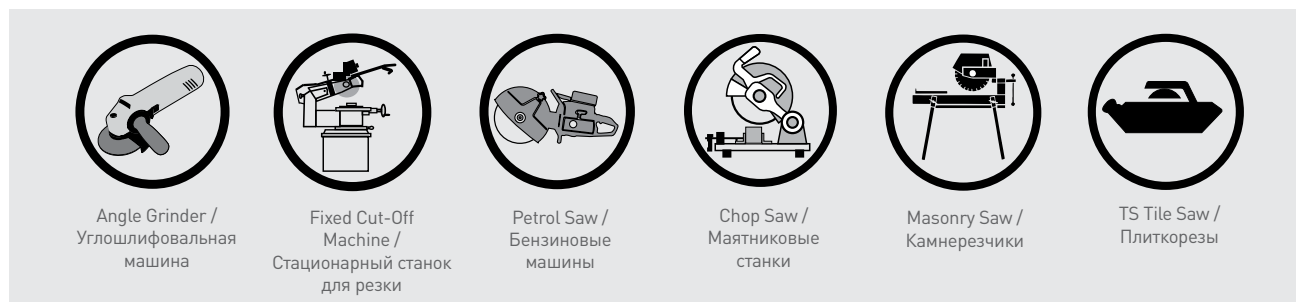 Angle Grinder /
Углошлифовальная
машина
Fixed Cut-Off
Machine /
Стационарный станок
для резки
Petrol Saw /
Бензиновые
машины
Chop Saw /
Маятниковые
станки
Masonry Saw /
Камнерезчики
TS Tile Saw /
Плиткорезы